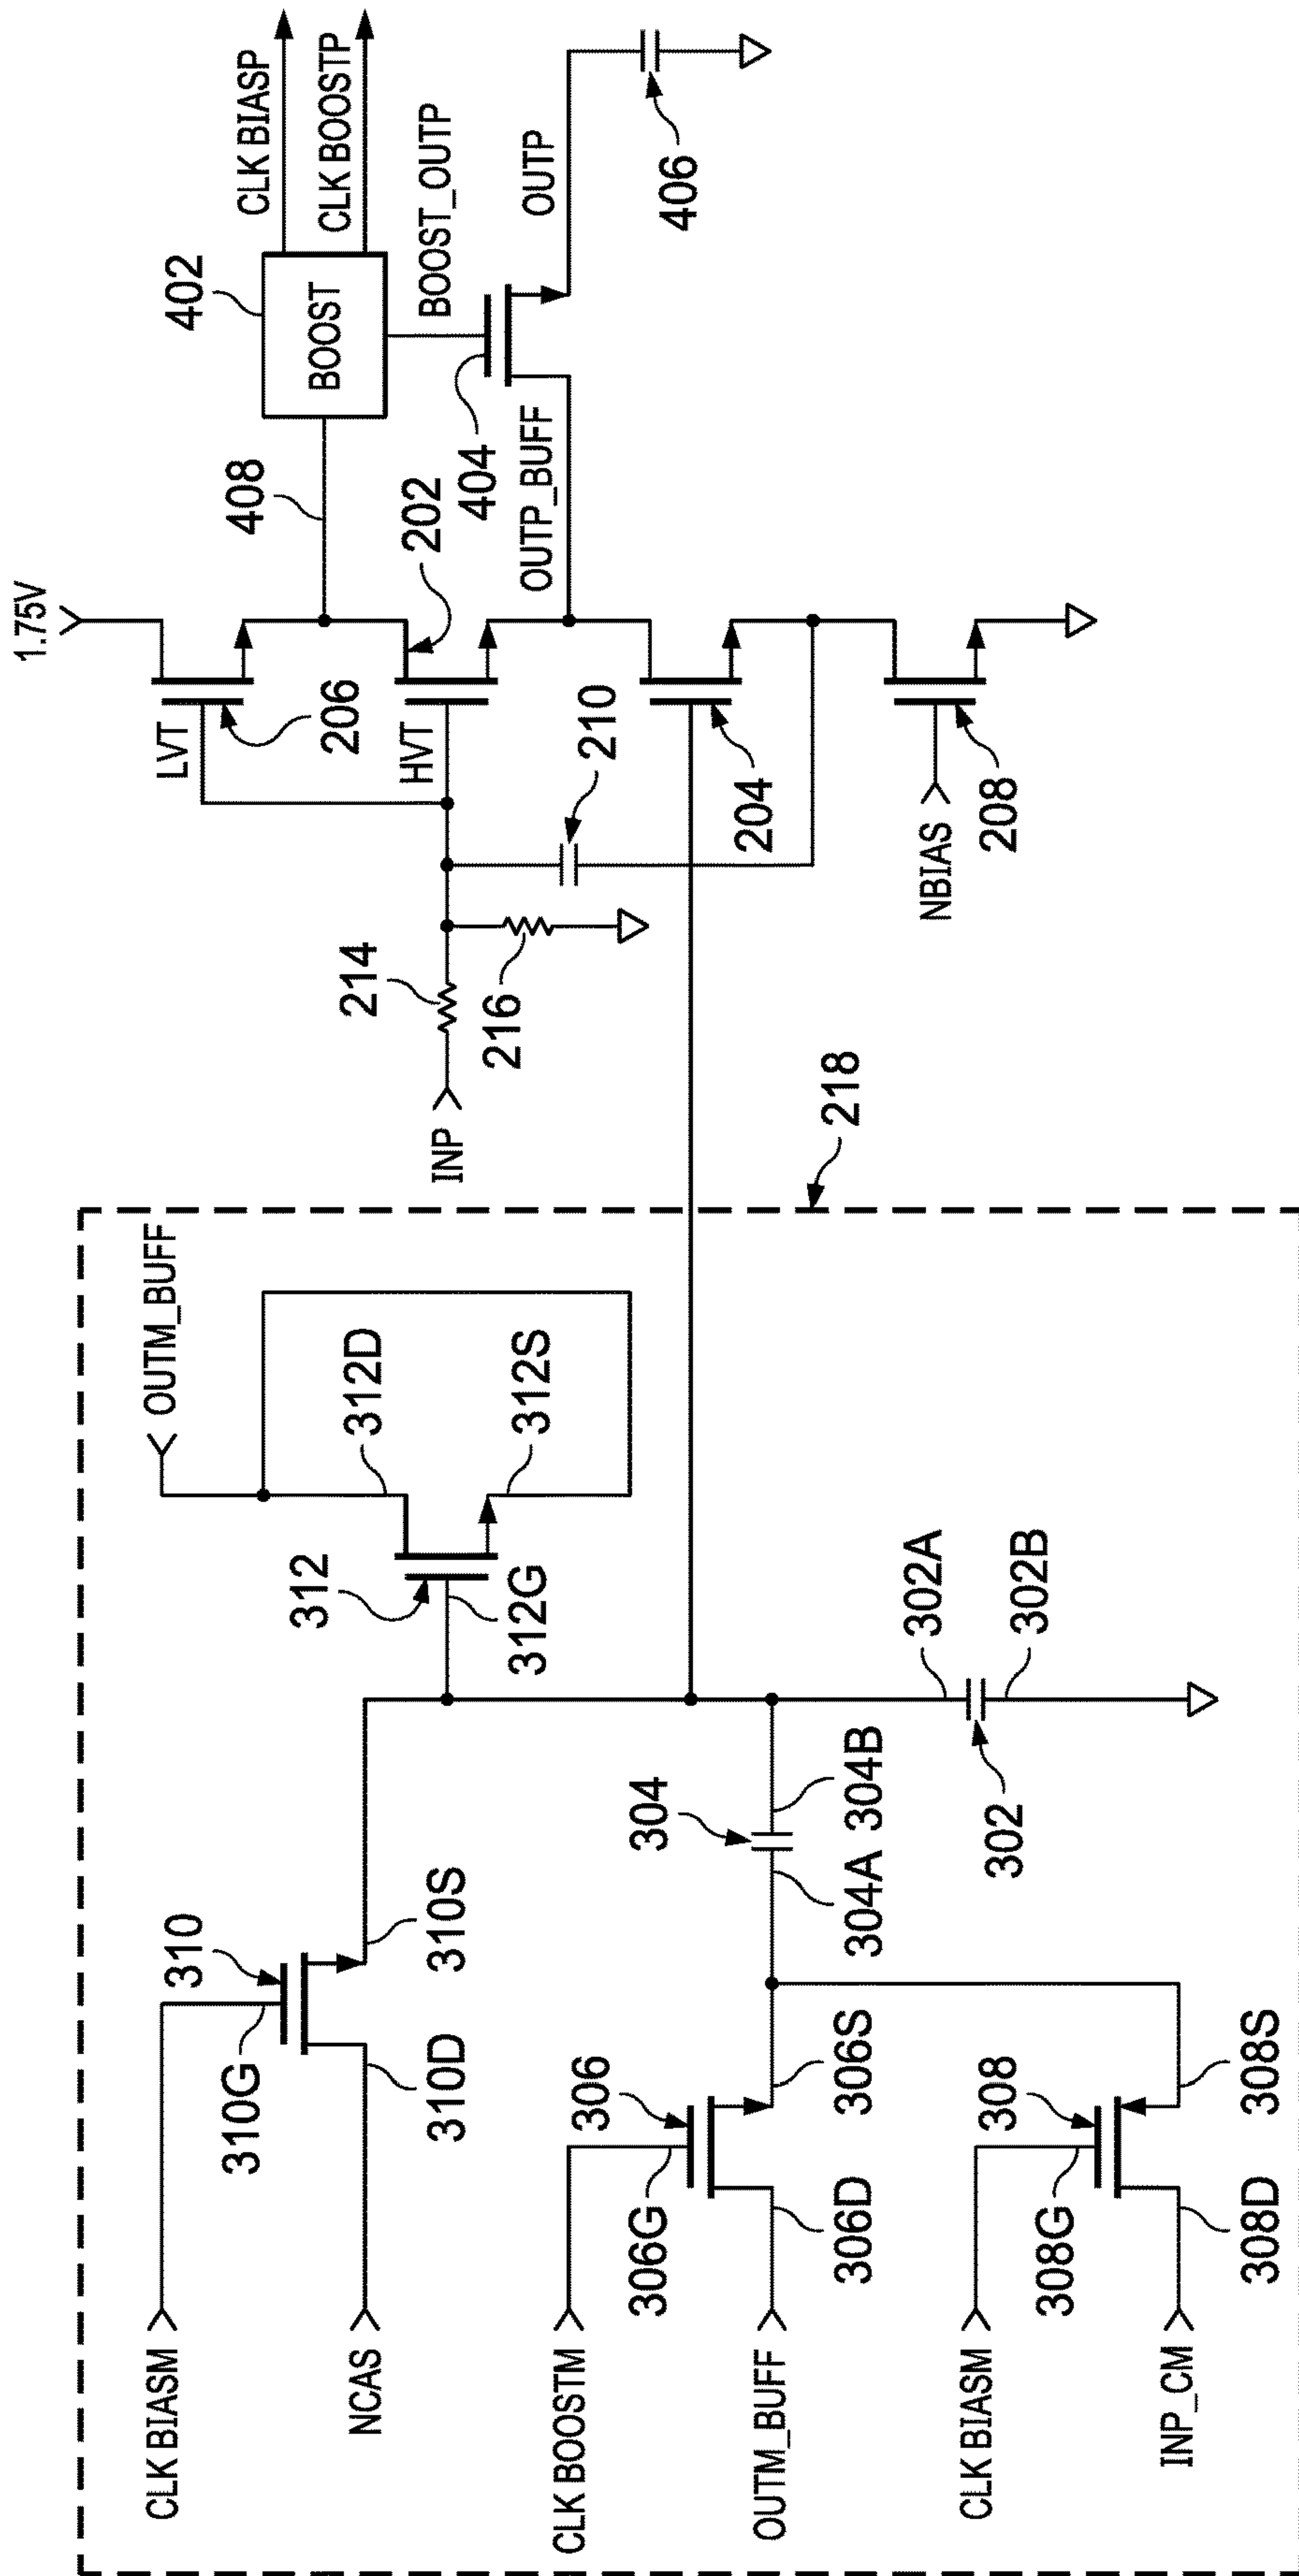 1.75V
LVT
206
408
402
BOOST
CLK BIASP
CLK BOOSTP
BOOST_OUTP
HVT
202
404
OUTP_BUFF
OUTP
406
INP
214
216
210
204
NBIAS
208
218
OUTM_BUFF
312D
312S
312
312G
CLK BIASM
310
310G
310S
310D
NCAS
CLK BOOSTM
306
306G
306S
306D
OUTM_BUFF
304
304A
304B
302A
302B
302
CLK BIASM
308
308G
308S
308D
INP_CM